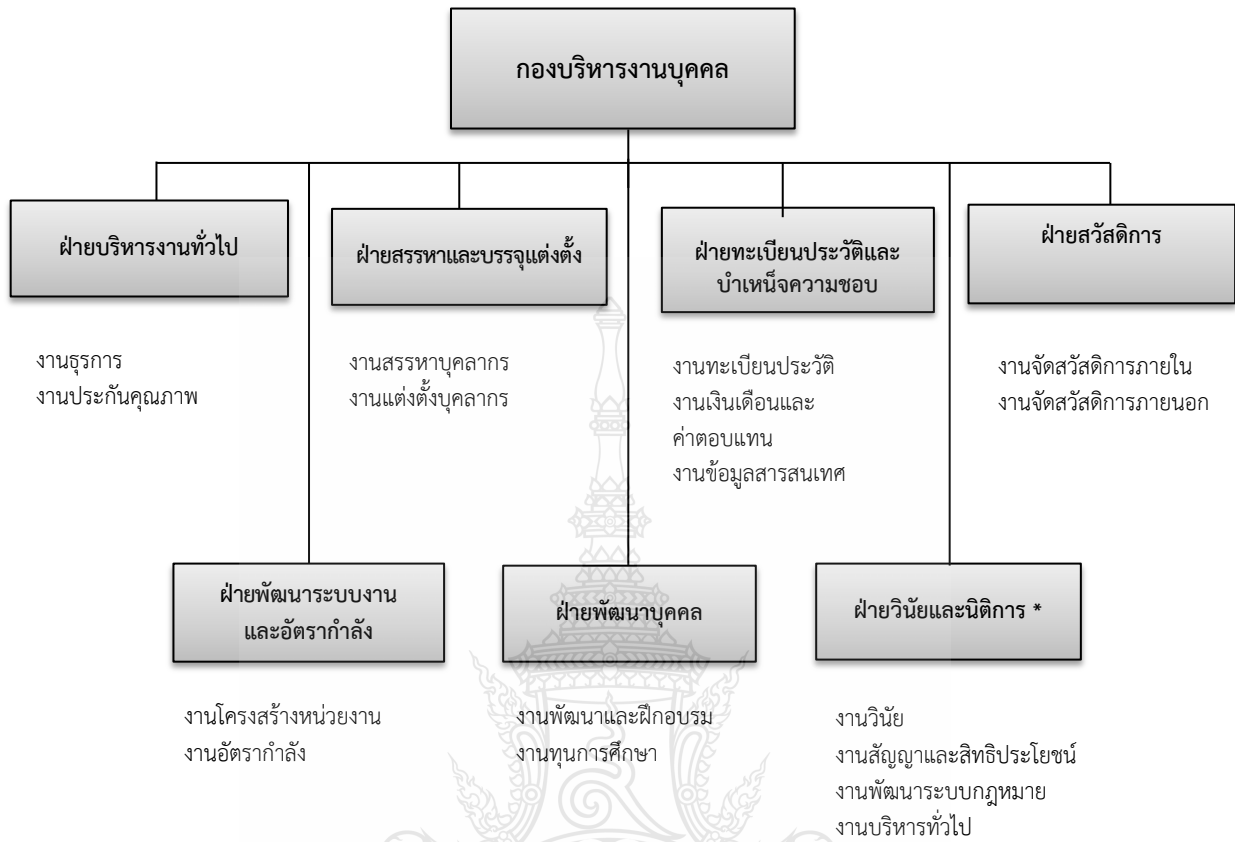 กองบริหารงานบุคคล
ฝ่ายบริหารงานทั่วไป
งานธุรการ
งานประกันคุณภาพ
ฝ่ายสรรหาและบรรจุแต่งตั้ง
งานสรรหาบุคลากร
งานแต่งตั้งบุคลากร
ฝ่ายทะเบียนประวัติและ
บำเหน็จความชอบ
งานทะเบียนประวัติ
งานเงินเดือนและ
ค่าตอบแทน
งานข้อมูลสารสนเทศ
ฝ่ายสวัสดิการ
งานจัดสวัสดิการภายใน
งานจัดสวัสดิการภายนอก
ฝ่ายพัฒนาระบบงาน
และอัตรากำลัง
งานโครงสร้างหน่วยงาน
งานอัตรากำลัง
ฝ่ายพัฒนาบุคคล
งานพัฒนาและฝึกอบรม
งานทุนการศึกษา
ฝ่ายวินัยและนิติการ *
งานวินัย
งานสัญญาและสิทธิประโยชน์
งานพัฒนาระบบกฎหมาย
งานบริหารทั่วไป